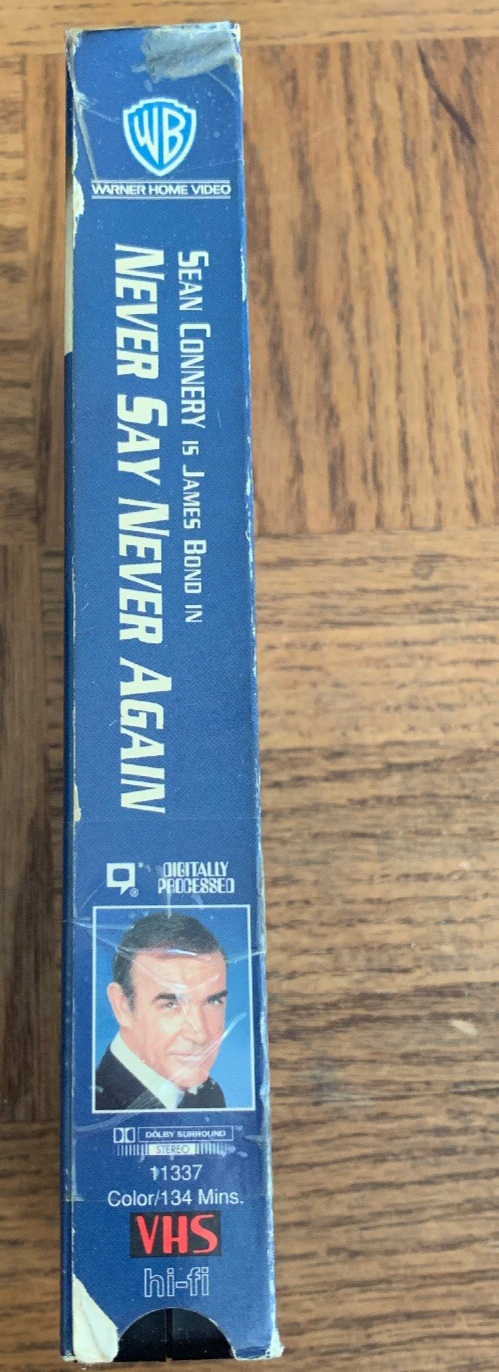 WB
WARNER HOME VIDEO
SEAN CONNERY IS JAMES BOND IN
NEVER SAY NEVER AGAIN
DIGITALLY
PROCESSED
DOLBY SURROUND™
STEREO
11337
Color/134 Mins.
VHS
hi-fi